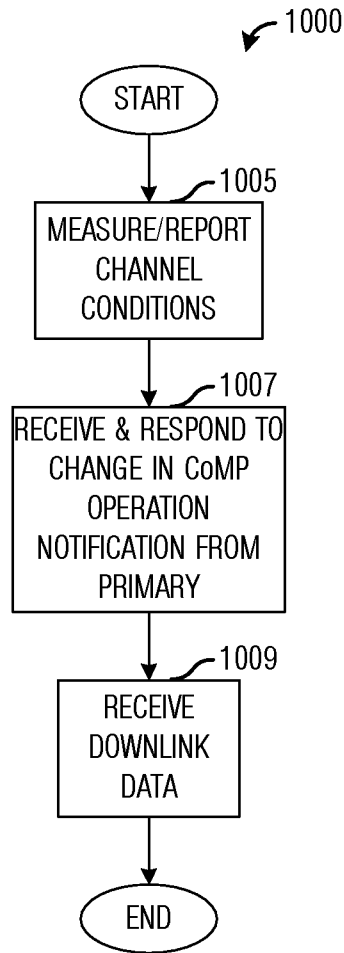 1000
START
1005
MEASURE/REPORT
CHANNEL
CONDITIONS
1007
RECEIVE & RESPOND TO
CHANGE IN CoMP
OPERATION
NOTIFICATION FROM
PRIMARY
1009
RECEIVE
DOWNLINK
DATA
END